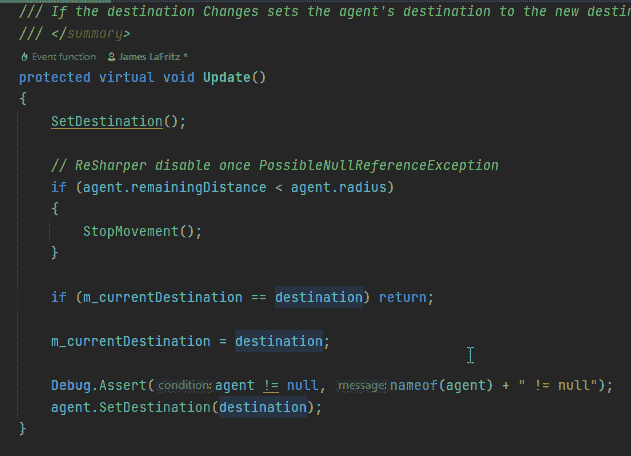 /// If the destination Changes sets the agent's destination to the new destin
/// </summary>
Event function James LaFritz *
protected virtual void Update()
{
SetDestination();
// ReSharper disable once PossibleNullReferenceException
if (agent.remainingDistance < agent.radius)
{
StopMovement();
}
if (m_currentDestination == destination) return;
m_currentDestination = destination;
Debug.Assert(condition: agent != null, message: nameof(agent) + " != null");
agent.SetDestination(destination);
}